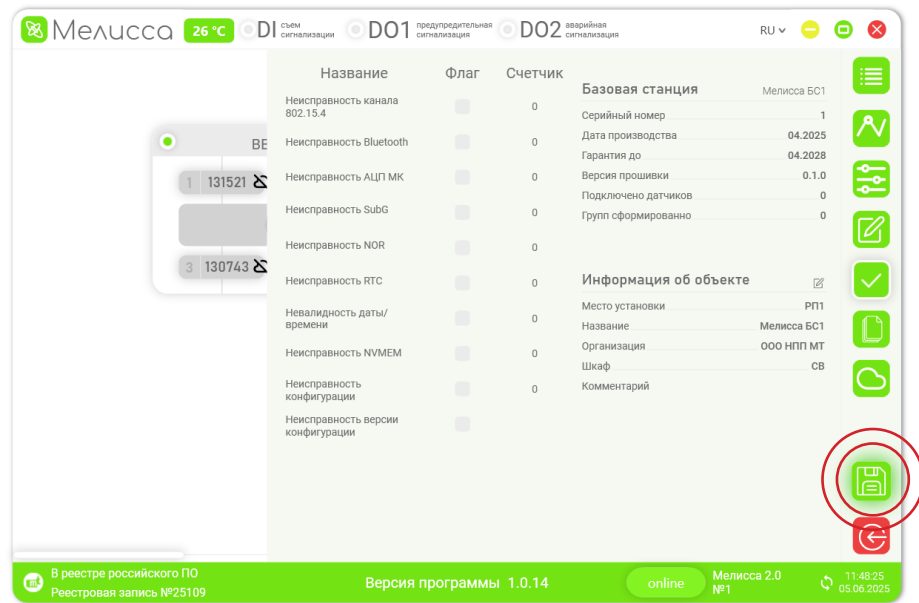 Мелисса
26 °C
DI съем сигнализации
DO1 предупредительная сигнализация
DO2 аварийная сигнализация
RU
Название Флаг Счетчик
Неисправность канала
802.15.4 0
Неисправность Bluetooth 0
Неисправность АЦП МК 0
Неисправность SubG 0
Неисправность NOR 0
Неисправность RTC 0
Невалидность даты/
времени 0
Неисправность NVMEM 0
Неисправность
конфигурации 0
Неисправность версии
конфигурации
ВЕ
1 131521
3 130743
Базовая станция Мелисса БС1
Серийный номер 1
Дата производства 04.2025
Гарантия до 04.2028
Версия прошивки 0.1.0
Подключено датчиков 0
Групп сформированно 0
Информация об объекте
Место установки РП1
Название Мелисса БС1
Организация ООО НПП МТ
Шкаф СВ
Комментарий
В реестре российского ПО
Реестровая запись №25109
Версия программы 1.0.14
online
Мелисса 2.0
№1
11:48:25
05.06.2025